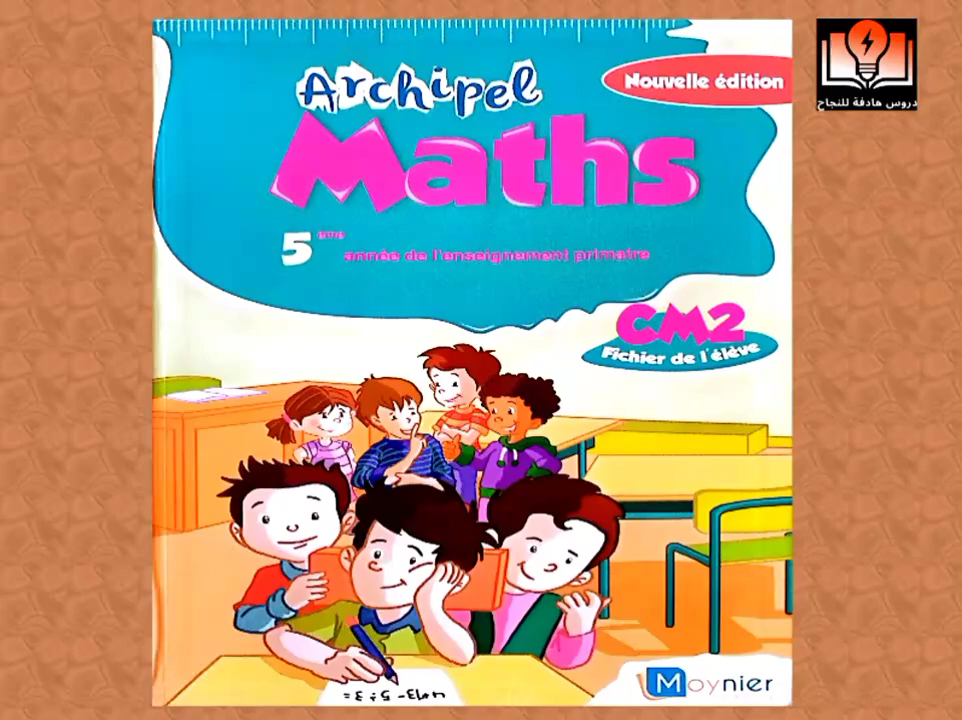 Archipel
Nouvelle édition
Maths
5ème année de l'enseignement primaire
CM2
Fichier de l'élève
Moynier
دروس هادفة للنجاح